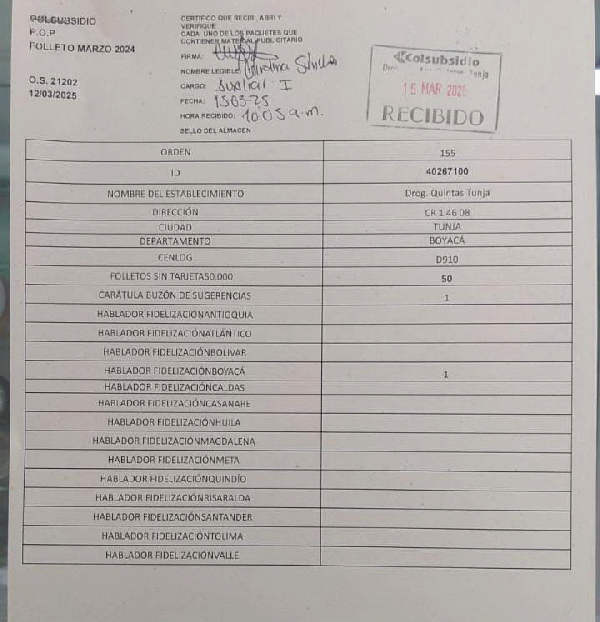 COLSUBSIDIO
P.O.P
FOLLETO MARZO 2024
O.S. 21202
12/03/2025
CERTIFICO QUE RECIBI, ABRI Y
VERIFIQUE
CADA UNO DE LOS PAQUETES QUE
CONTIENEN MATERIAL PUBLICITARIO
FIRMA:
NOMBRE LEGIBLE: Carolina
CARGO: Auxiliar I
FECHA: 150325
HORA RECIBIDO: 10:05 a.m.
SELLO DEL ALMACEN
Colsubsidio
Tunja
15 MAR 2025
RECIBIDO
ORDEN 155
ID 40267100
NOMBRE DEL ESTABLECIMIENTO Drog. Quintas Tunja
DIRECCIÓN CR 1 46 08
CIUDAD TUNJA
DEPARTAMENTO BOYACÁ
CENLOG D910
FOLLETOS SIN TARJETA50.000 50
CARÁTULA BUZÓN DE SUGERENCIAS 1
HABLADOR FIDELIZACIÓNANTIOQUIA
HABLADOR FIDELIZACIÓNATLÁNTICO
HABLADOR FIDELIZACIÓNBOLIVAR
HABLADOR FIDELIZACIÓNBOYACÁ 1
HABLADOR FIDELIZACIÓNCALDAS
HABLADOR FIDELIZACIÓNCASANARE
HABLADOR FIDELIZACIÓNHUILA
HABLADOR FIDELIZACIÓNMAGDALENA
HABLADOR FIDELIZACIÓNMETA
HABLADOR FIDELIZACIÓNQUINDÍO
HABLADOR FIDELIZACIÓNRISARALDA
HABLADOR FIDELIZACIÓNSANTANDER
HABLADOR FIDELIZACIÓNTOLIMA
HABLADOR FIDELIZACIÓNVALLE